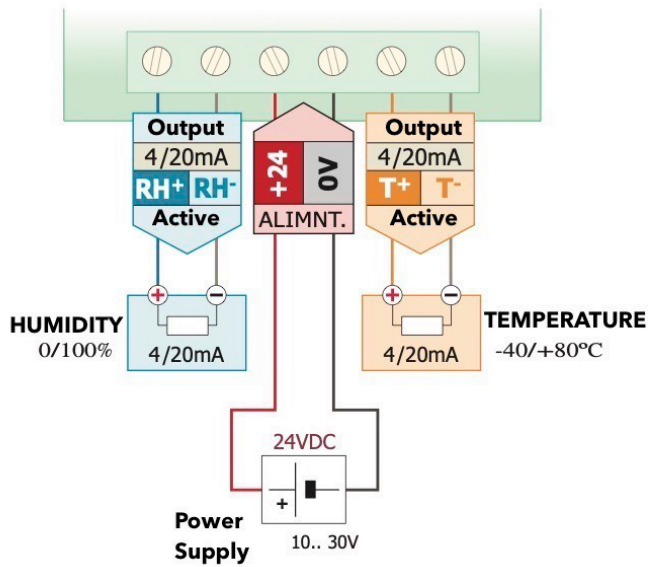 Output
4/20mA
RH+ RH-
Active
+24 0V
ALIMNT.
Output
4/20mA
T+ T-
Active
+ −
HUMIDITY
0/100%
4/20mA
+ −
4/20mA
TEMPERATURE
-40/+80ºC
24VDC
+
Power
Supply
10.. 30V